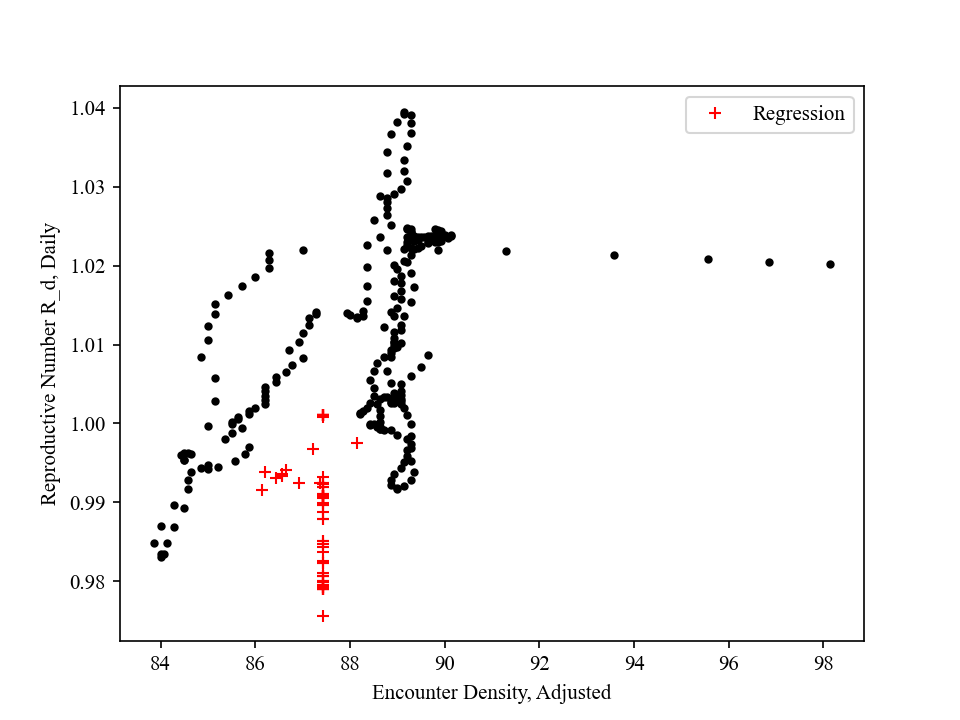 Regression
1.04
1.03
1.02
1.01
1.00
0.99
0.98
Reproductive Number R_d, Daily
84 86 88 90 92 94 96 98
Encounter Density, Adjusted